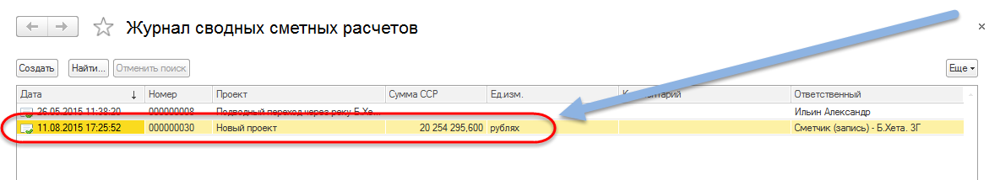 Журнал сводных сметных расчетов
Создать Найти... Отменить поиск Еще
Дата Номер Проект Сумма ССР Ед.изм. Комментарий Ответственный
26.05.2015 11:38:20 000000008 Подводный переход через реку Б.Хе... Ильин Александр
11.08.2015 17:25:52 000000030 Новый проект 20 254 295,600 рублях Сметчик (запись) - Б.Хета. ЗГ